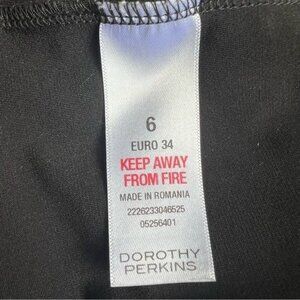 6
EURO 34
KEEP AWAY
FROM FIRE
MADE IN ROMANIA
2226233046525
05256401
DOROTHY
PERKINS